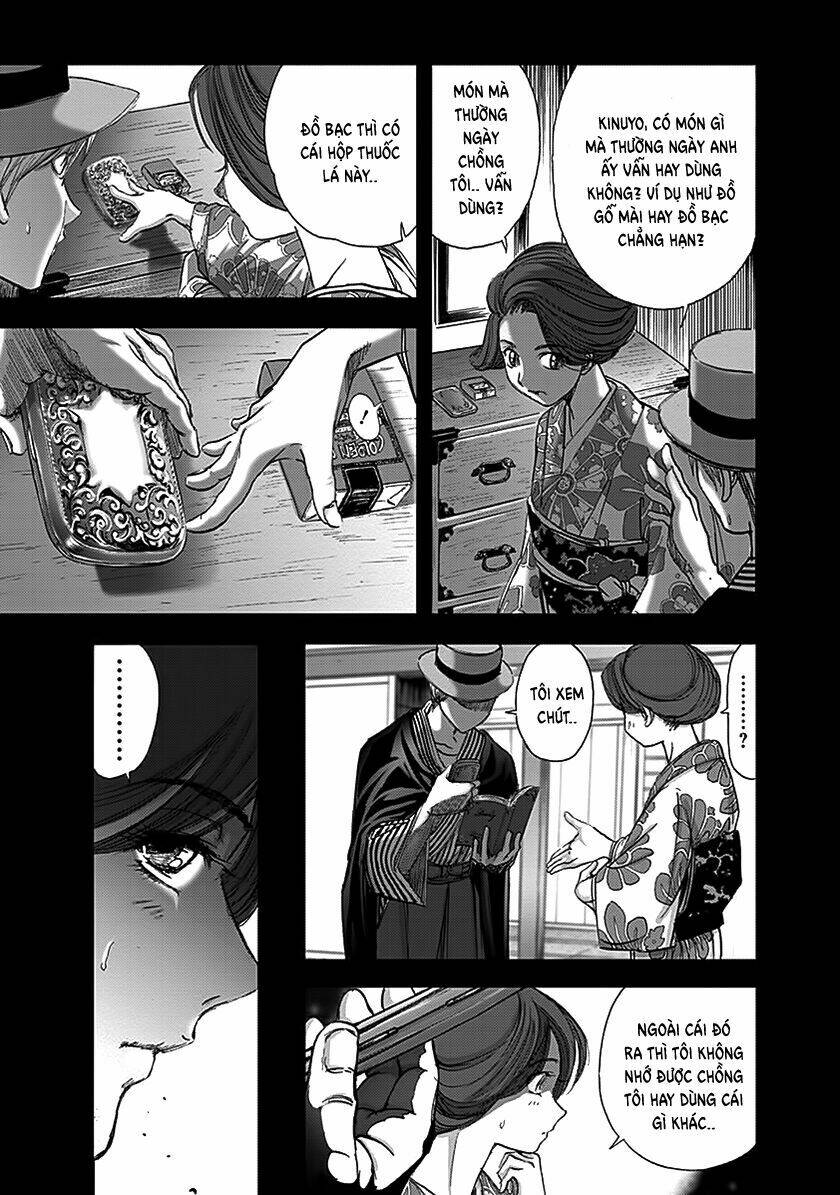 KINUYO, CÓ MÓN GÌ
MÀ THƯỜNG NGÀY ANH
ẤY VẪN HAY DÙNG
KHÔNG? VÍ DỤ NHƯ ĐỒ
GỖ MÀI HAY ĐỒ BẠC
CHẲNG HẠN?
MÓN MÀ
THƯỜNG
NGÀY
CHỒNG
TÔI.. VẪN
DÙNG?
ĐỒ BẠC THÌ CÓ
CÁI HỘP THUỐC
LÁ NÀY..
!
........?
TÔI XEM
CHÚT..
NGOÀI CÁI ĐÓ
RA THÌ TÔI KHÔNG
NHỚ ĐƯỢC CHỒNG
TÔI HAY DÙNG CÁI
GÌ KHÁC..
.........